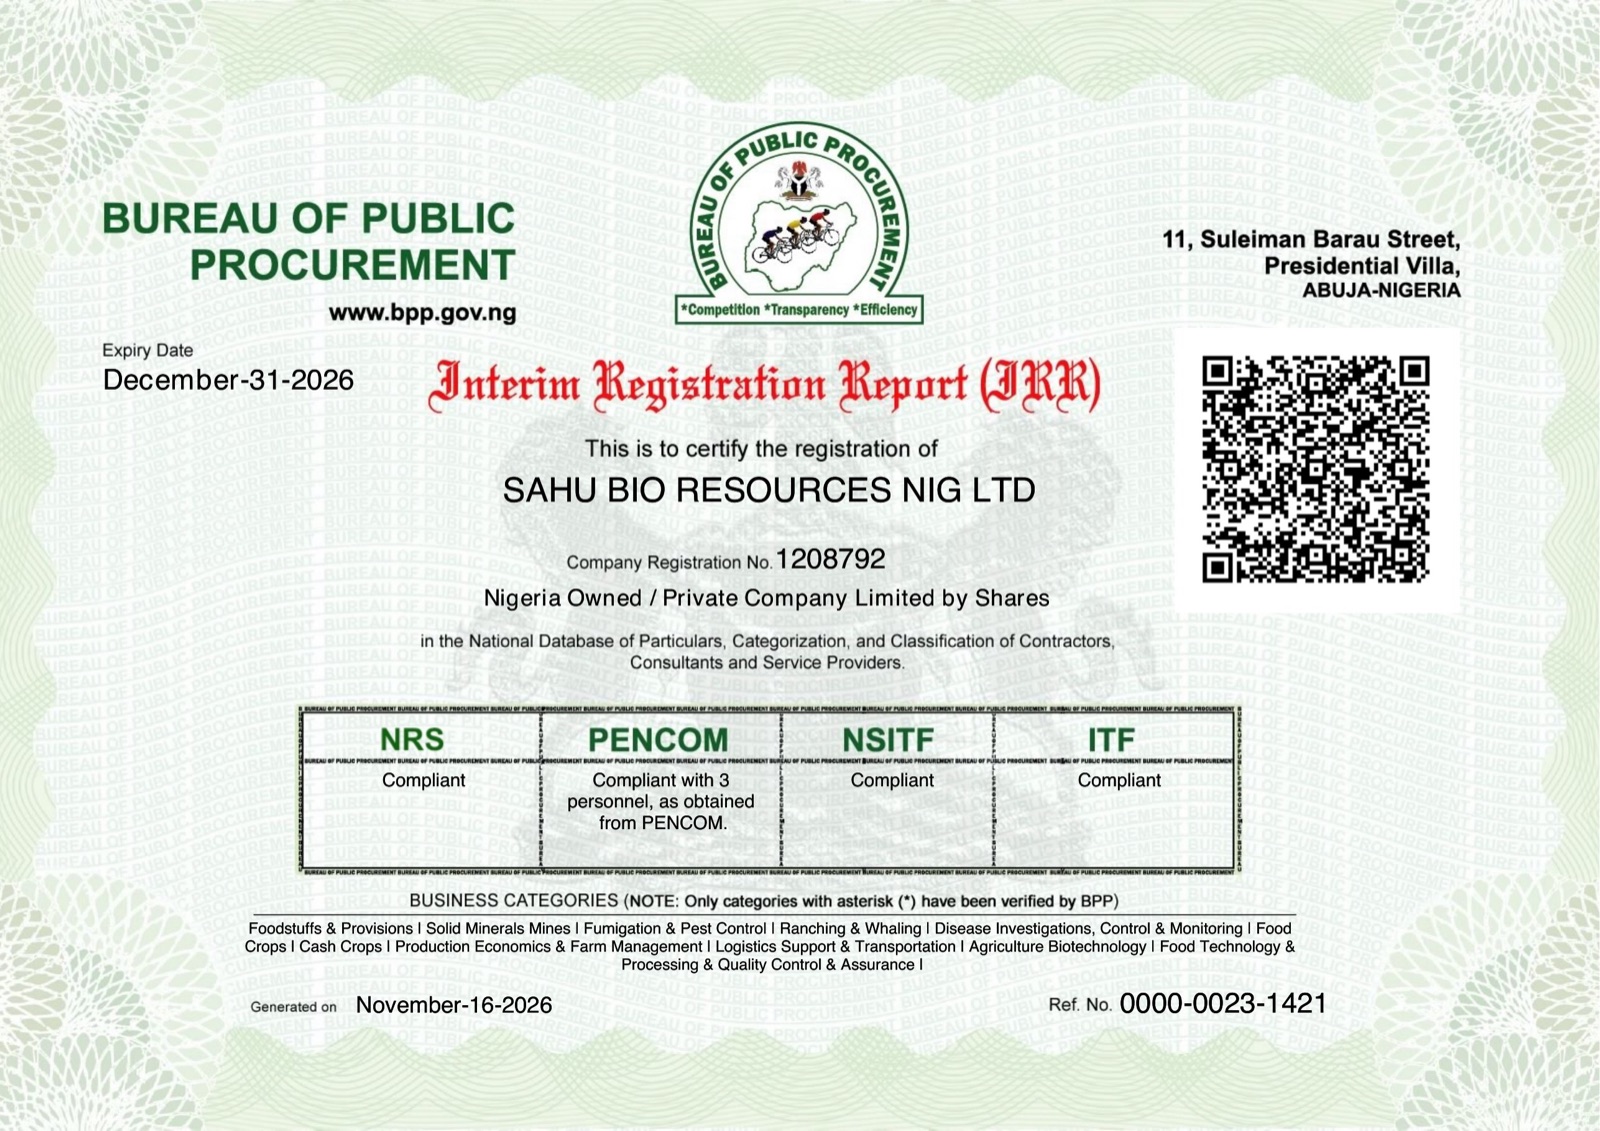 BUREAU OF PUBLIC
PROCUREMENT
www.bpp.gov.ng
BUREAU OF PUBLIC PROCUREMENT
*Competition *Transparency *Efficiency
11, Suleiman Barau Street,
Presidential Villa,
ABUJA-NIGERIA
Expiry Date
December-31-2026
Interim Registration Report (IRR)
This is to certify the registration of
SAHU BIO RESOURCES NIG LTD
Company Registration No. 1208792
Nigeria Owned / Private Company Limited by Shares
in the National Database of Particulars, Categorization, and Classification of Contractors,
Consultants and Service Providers.
NRS PENCOM NSITF ITF
Compliant Compliant with 3 Compliant Compliant
personnel, as obtained
from PENCOM.
BUSINESS CATEGORIES (NOTE: Only categories with asterisk (*) have been verified by BPP)
Foodstuffs & Provisions | Solid Minerals Mines | Fumigation & Pest Control | Ranching & Whaling | Disease Investigations, Control & Monitoring | Food
Crops | Cash Crops | Production Economics & Farm Management | Logistics Support & Transportation | Agriculture Biotechnology | Food Technology &
Processing & Quality Control & Assurance |
Generated on November-16-2026
Ref. No. 0000-0023-1421